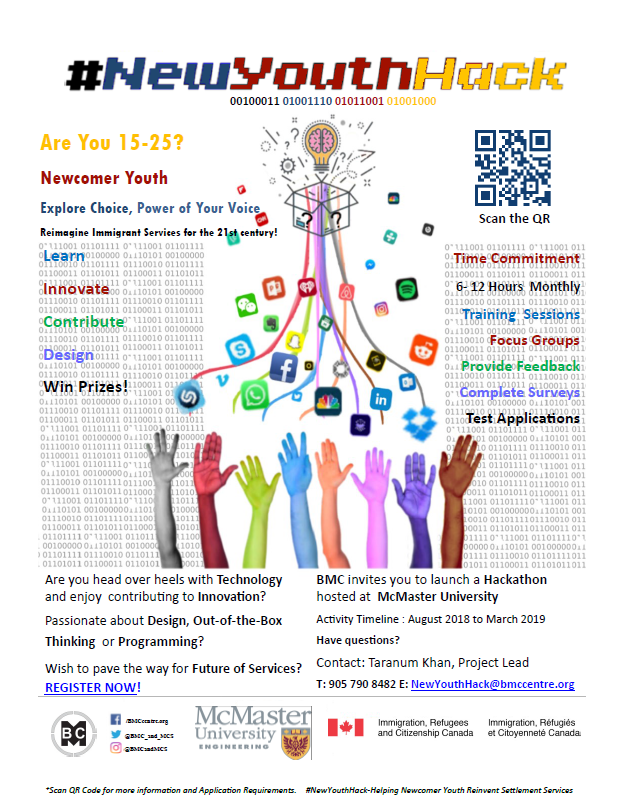 #NewYouthHack
00100011 01001110 01011001 01001000
Are You 15-25?
Newcomer Youth
Explore Choice, Power of Your Voice
Reimagine Immigrant Services for the 21st century!
Learn
Innovate
Contribute
Design
Win Prizes!
Scan the QR
Time Commitment
6- 12 Hours Monthly
Training Sessions
Focus Groups
Provide Feedback
Complete Surveys
Test Applications
Are you head over heels with Technology
and enjoy contributing to Innovation?
Passionate about Design, Out-of-the-Box
Thinking or Programming?
Wish to pave the way for Future of Services?
REGISTER NOW!
BMC invites you to launch a Hackathon
hosted at McMaster University
Activity Timeline : August 2018 to March 2019
Have questions?
Contact: Taranum Khan, Project Lead
T: 905 790 8482 E: NewYouthHack@bmccentre.org
BC
/BMCcentre.org
@BMC_and_MCS
@BMCandMCS
McMaster
University
ENGINEERING
Immigration, Refugees
and Citizenship Canada
Immigration, Réfugiés
et Citoyenneté Canada
*Scan QR Code for more information and Application Requirements. #NewYouthHack-Helping Newcomer Youth Reinvent Settlement Services